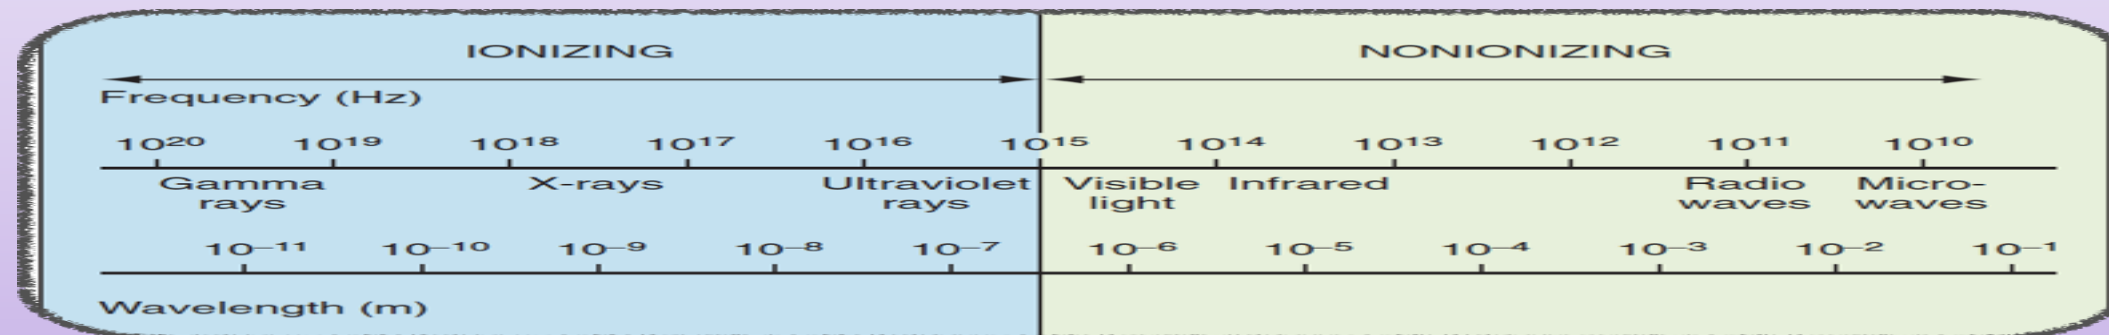 IONIZING NONIONIZING
Frequency (Hz)
10²⁰ 10¹⁹ 10¹⁸ 10¹⁷ 10¹⁶ 10¹⁵ 10¹⁴ 10¹³ 10¹² 10¹¹ 10¹⁰
Gamma X-rays Ultraviolet Visible Infrared Radio Micro-
rays rays light waves waves
10⁻¹¹ 10⁻¹⁰ 10⁻⁹ 10⁻⁸ 10⁻⁷ 10⁻⁶ 10⁻⁵ 10⁻⁴ 10⁻³ 10⁻² 10⁻¹
Wavelength (m)